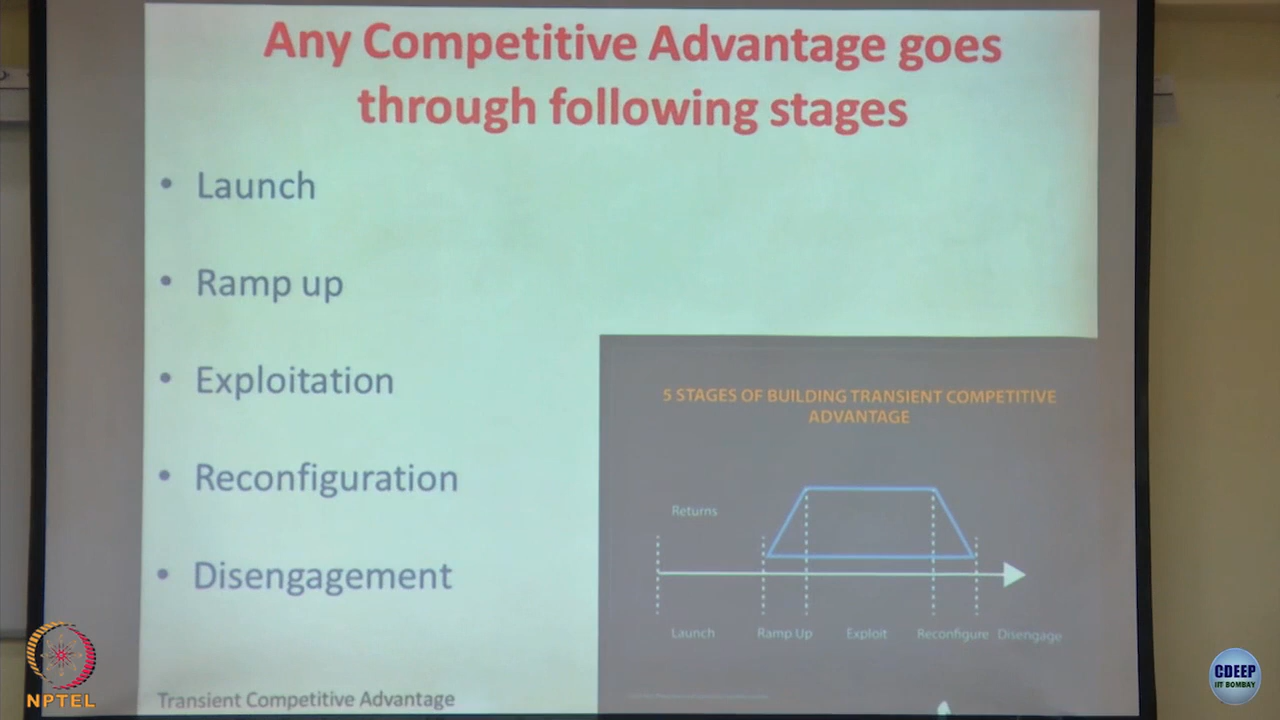 Any Competitive Advantage goes
through following stages
• Launch
• Ramp up
• Exploitation
• Reconfiguration
• Disengagement
5 STAGES OF BUILDING TRANSIENT COMPETITIVE
ADVANTAGE
Returns
Launch Ramp Up Exploit Reconfigure Disengage
Transient Competitive Advantage
NPTEL
CDEEP
IIT BOMBAY